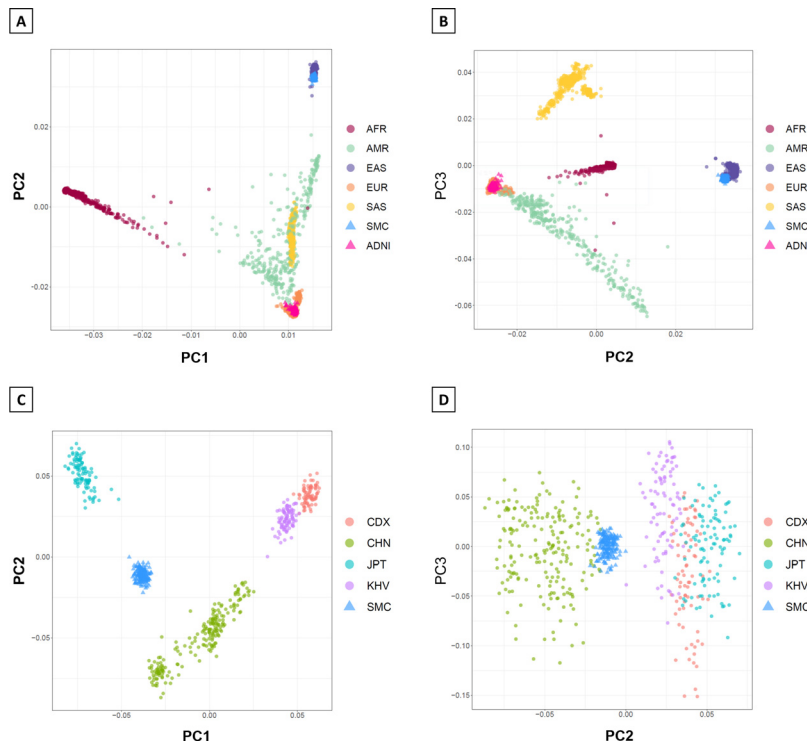 A
PC2
0.02
0.00
−0.02
−0.03
−0.02
−0.01
0.00
0.01
PC1
AFR
AMR
EAS
EUR
SAS
SMC
ADNI
B
PC3
0.04
0.02
0.00
−0.02
−0.04
−0.06
−0.02
0.00
0.02
PC2
AFR
AMR
EAS
EUR
SAS
SMC
ADNI
C
PC2
0.05
0.00
−0.05
−0.05
0.00
0.05
PC1
CDX
CHN
JPT
KHV
SMC
D
PC3
0.10
0.05
0.00
−0.05
−0.10
−0.15
−0.05
0.00
0.05
PC2
CDX
CHN
JPT
KHV
SMC